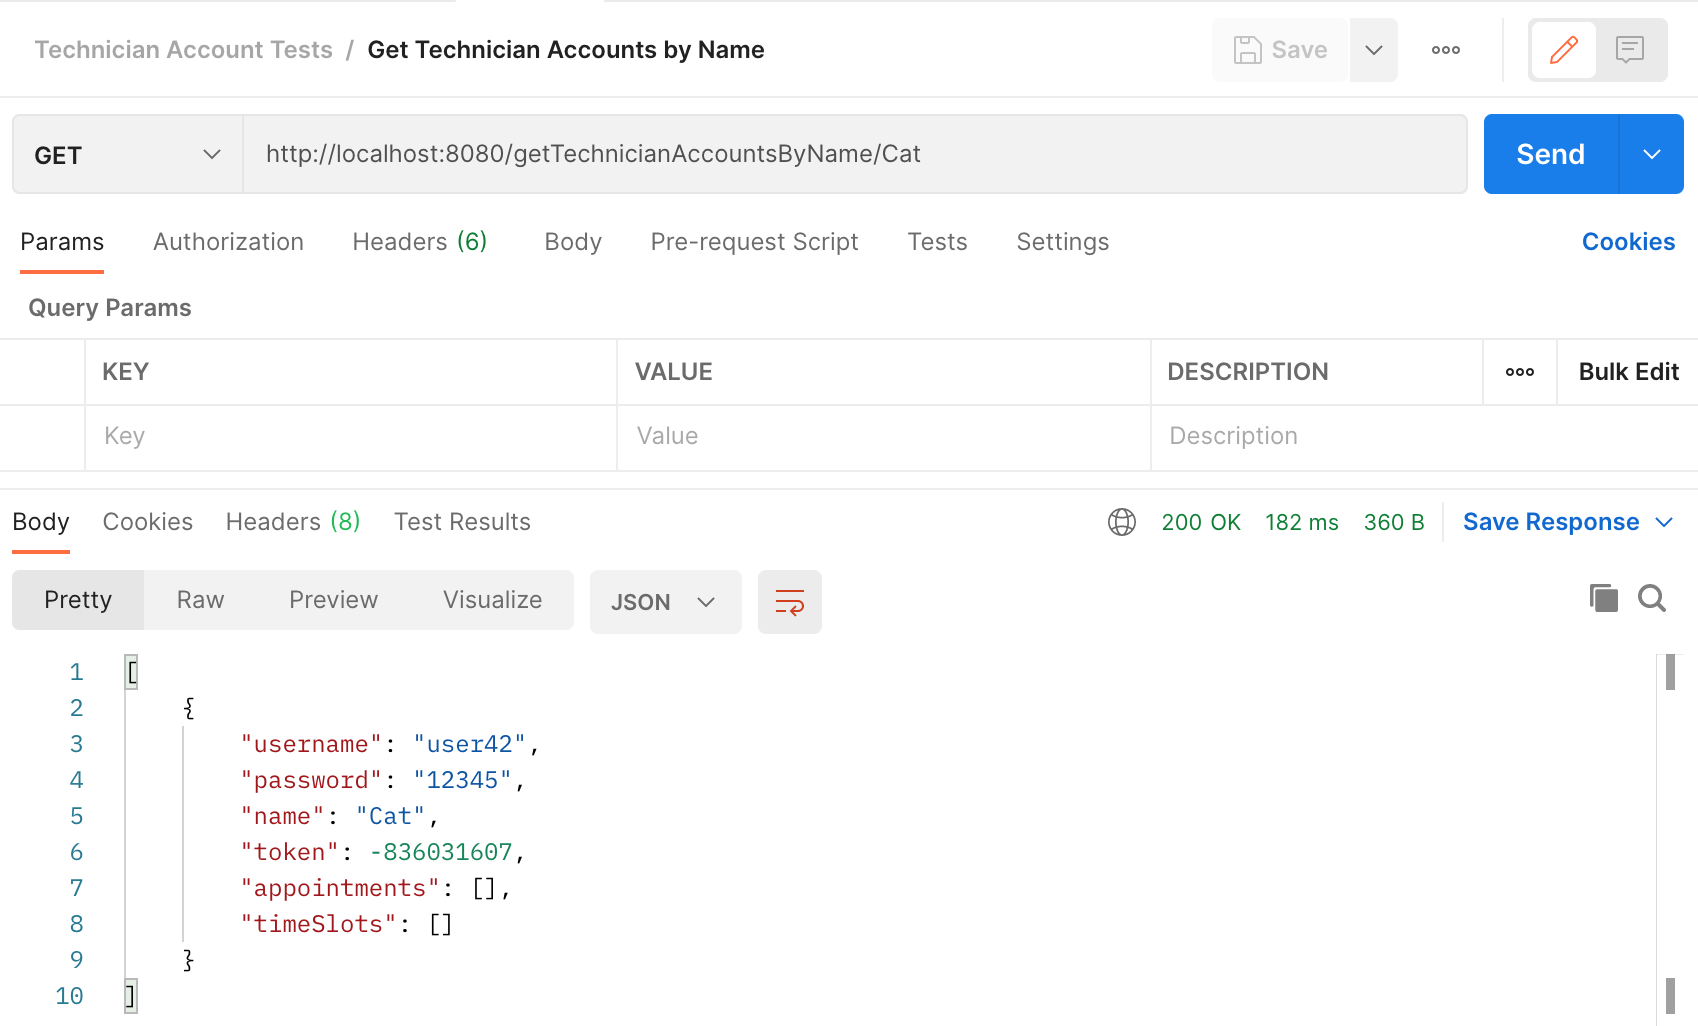 Technician Account Tests / Get Technician Accounts by Name Save
GET http://localhost:8080/getTechnicianAccountsByName/Cat Send
Params Authorization Headers (6) Body Pre-request Script Tests Settings Cookies
Query Params
KEY VALUE DESCRIPTION Bulk Edit
Key Value Description
Body Cookies Headers (8) Test Results 200 OK 182 ms 360 B Save Response
Pretty Raw Preview Visualize JSON
1 [
2 {
3 "username": "user42",
4 "password": "12345",
5 "name": "Cat",
6 "token": -836031607,
7 "appointments": [],
8 "timeSlots": []
9 }
10 ]